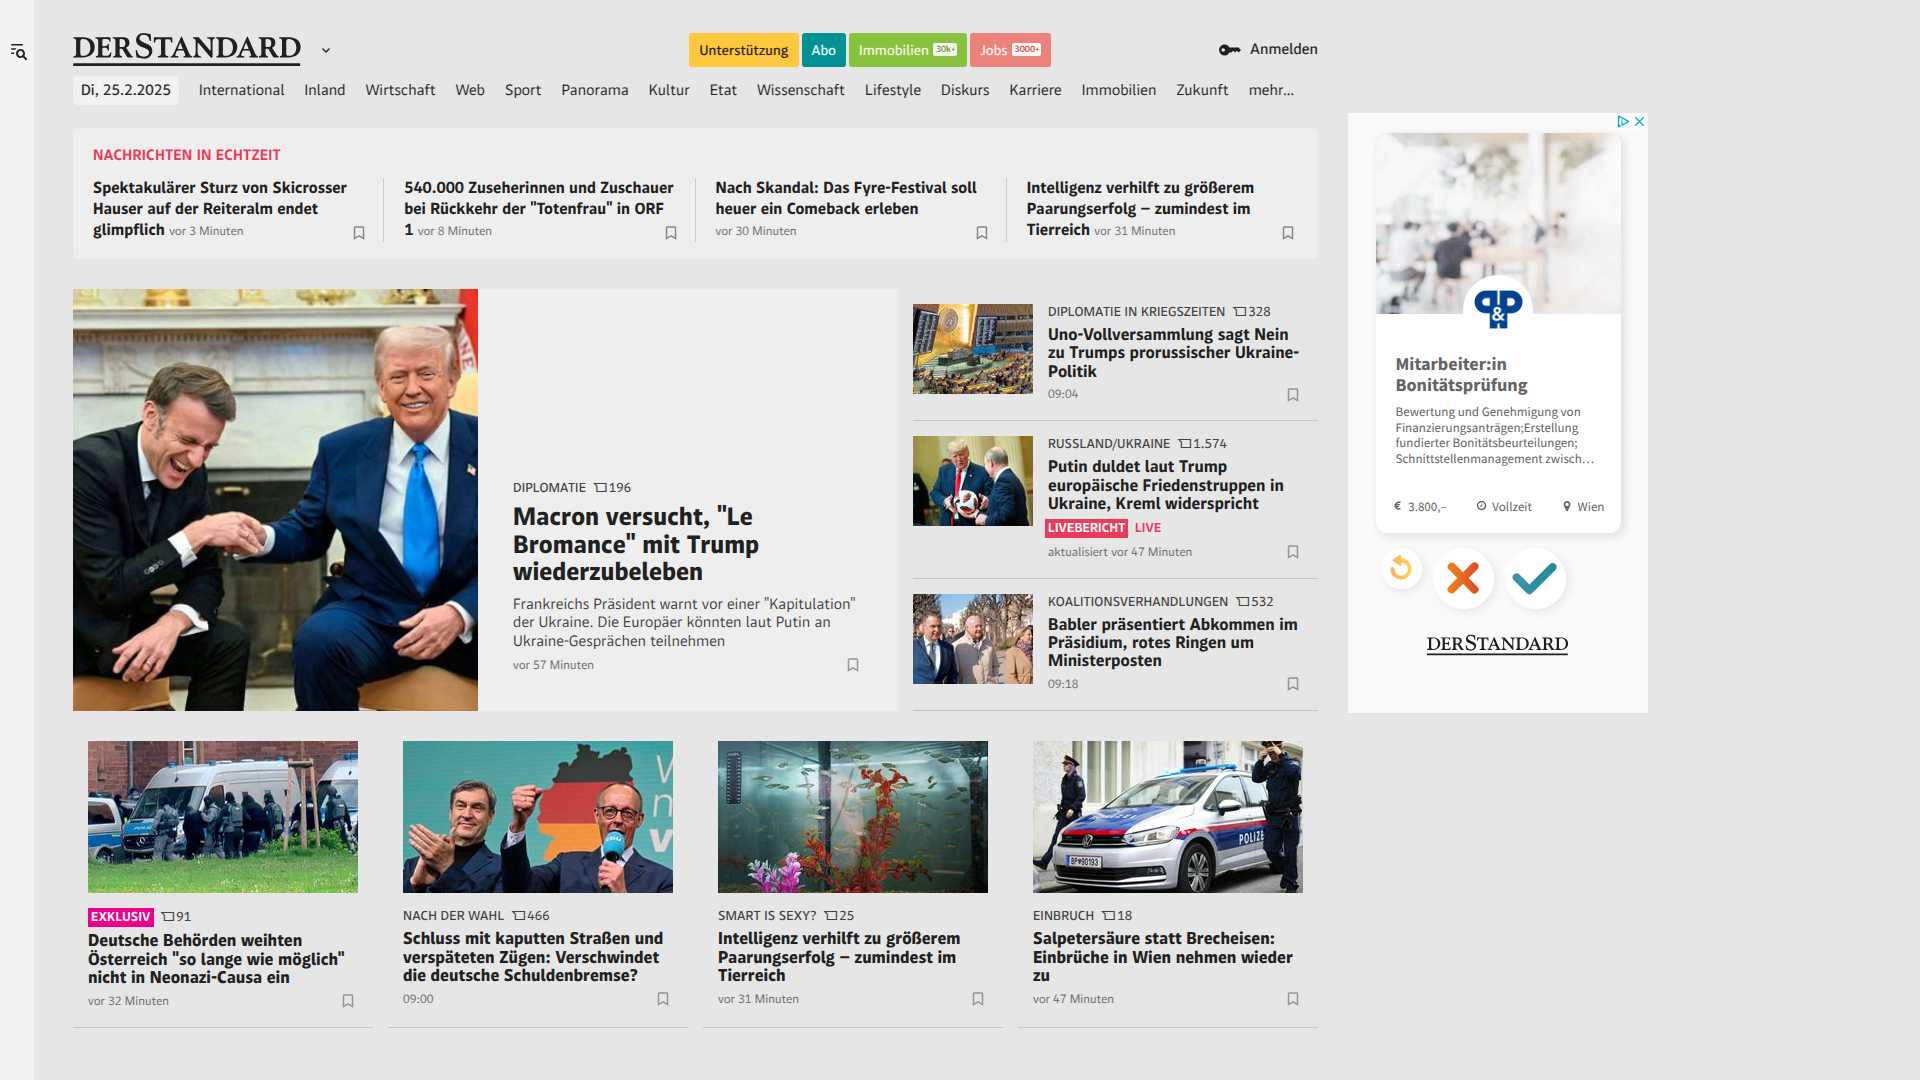 DERSTANDARD
Unterstützung
Abo
Immobilien 30k+
Jobs 3000+
Anmelden
Di, 25.2.2025
International
Inland
Wirtschaft
Web
Sport
Panorama
Kultur
Etat
Wissenschaft
Lifestyle
Diskurs
Karriere
Immobilien
Zukunft
mehr...
NACHRICHTEN IN ECHTZEIT
Spektakulärer Sturz von Skicrosser
Hauser auf der Reiteralm endet
glimpflich vor 3 Minuten
540.000 Zuseherinnen und Zuschauer
bei Rückkehr der "Totenfrau" in ORF
1 vor 8 Minuten
Nach Skandal: Das Fyre-Festival soll
heuer ein Comeback erleben
vor 30 Minuten
Intelligenz verhilft zu größerem
Paarungserfolg – zumindest im
Tierreich vor 31 Minuten
DIPLOMATIE 196
Macron versucht, "Le
Bromance" mit Trump
wiederzubeleben
Frankreichs Präsident warnt vor einer "Kapitulation"
der Ukraine. Die Europäer könnten laut Putin an
Ukraine-Gesprächen teilnehmen
vor 57 Minuten
DIPLOMATIE IN KRIEGSZEITEN 328
Uno-Vollversammlung sagt Nein
zu Trumps prorussischer Ukraine-
Politik
09:04
RUSSLAND/UKRAINE 1.574
Putin duldet laut Trump
europäische Friedenstruppen in
Ukraine, Kreml widerspricht
LIVEBERICHT LIVE
aktualisiert vor 47 Minuten
KOALITIONSVERHANDLUNGEN 532
Babler präsentiert Abkommen im
Präsidium, rotes Ringen um
Ministerposten
09:18
P&P
Mitarbeiter:in
Bonitätsprüfung
Bewertung und Genehmigung von
Finanzierungsanträgen;Erstellung
fundierter Bonitätsbeurteilungen;
Schnittstellenmanagement zwisch...
€ 3.800,-
Vollzeit
Wien
DERSTANDARD
EXKLUSIV 91
Deutsche Behörden weihten
Österreich "so lange wie möglich"
nicht in Neonazi-Causa ein
vor 32 Minuten
CDU
NACH DER WAHL 466
Schluss mit kaputten Straßen und
verspäteten Zügen: Verschwindet
die deutsche Schuldenbremse?
09:00
SMART IS SEXY? 25
Intelligenz verhilft zu größerem
Paarungserfolg – zumindest im
Tierreich
vor 31 Minuten
POLIZEI
BP 90193
EINBRUCH 18
Salpetersäure statt Brecheisen:
Einbrüche in Wien nehmen wieder
zu
vor 47 Minuten